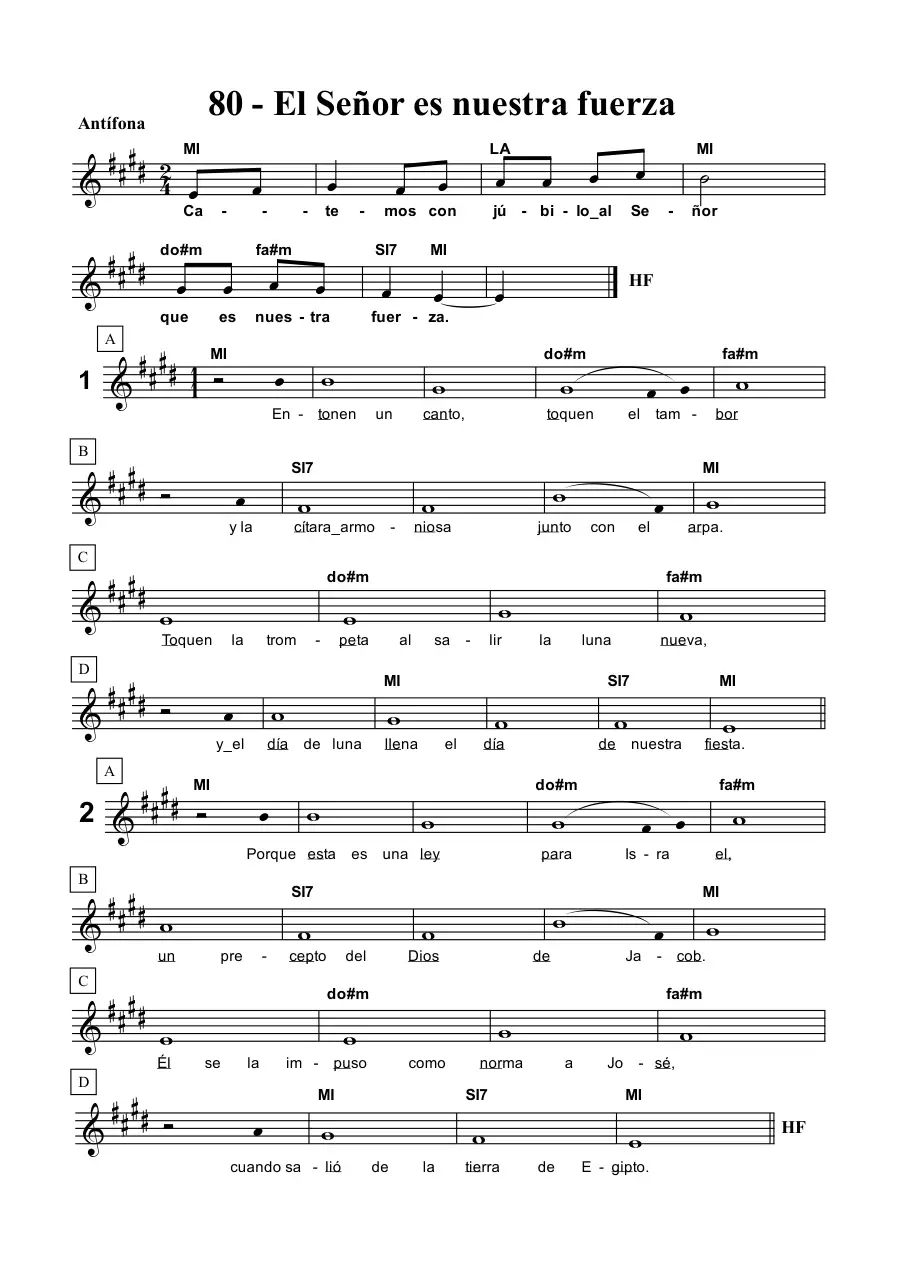 80 - El Señor es nuestra fuerza
Antífona
MI LA MI
2
4
Ca - - - te - mos con jú - bi - lo_al Se - ñor
do#m fa#m SI7 MI
HF
que es nues - tra fuer - za.
A
MI do#m fa#m
1
1
1
En - tonen un canto, toquen el tam - bor
B
SI7 MI
y la cítara_armo - niosa junto con el arpa.
C
do#m fa#m
Toquen la trom - peta al sa - lir la luna nueva,
D
MI SI7 MI
y_el día de luna llena el día de nuestra fiesta.
A
MI do#m fa#m
2
Porque esta es una ley para Is - ra el,
B
SI7 MI
un pre - cepto del Dios de Ja - cob.
C
do#m fa#m
Él se la im - puso como norma a Jo - sé,
D
MI SI7 MI
HF
cuando sa - lió de la tierra de E - gipto.